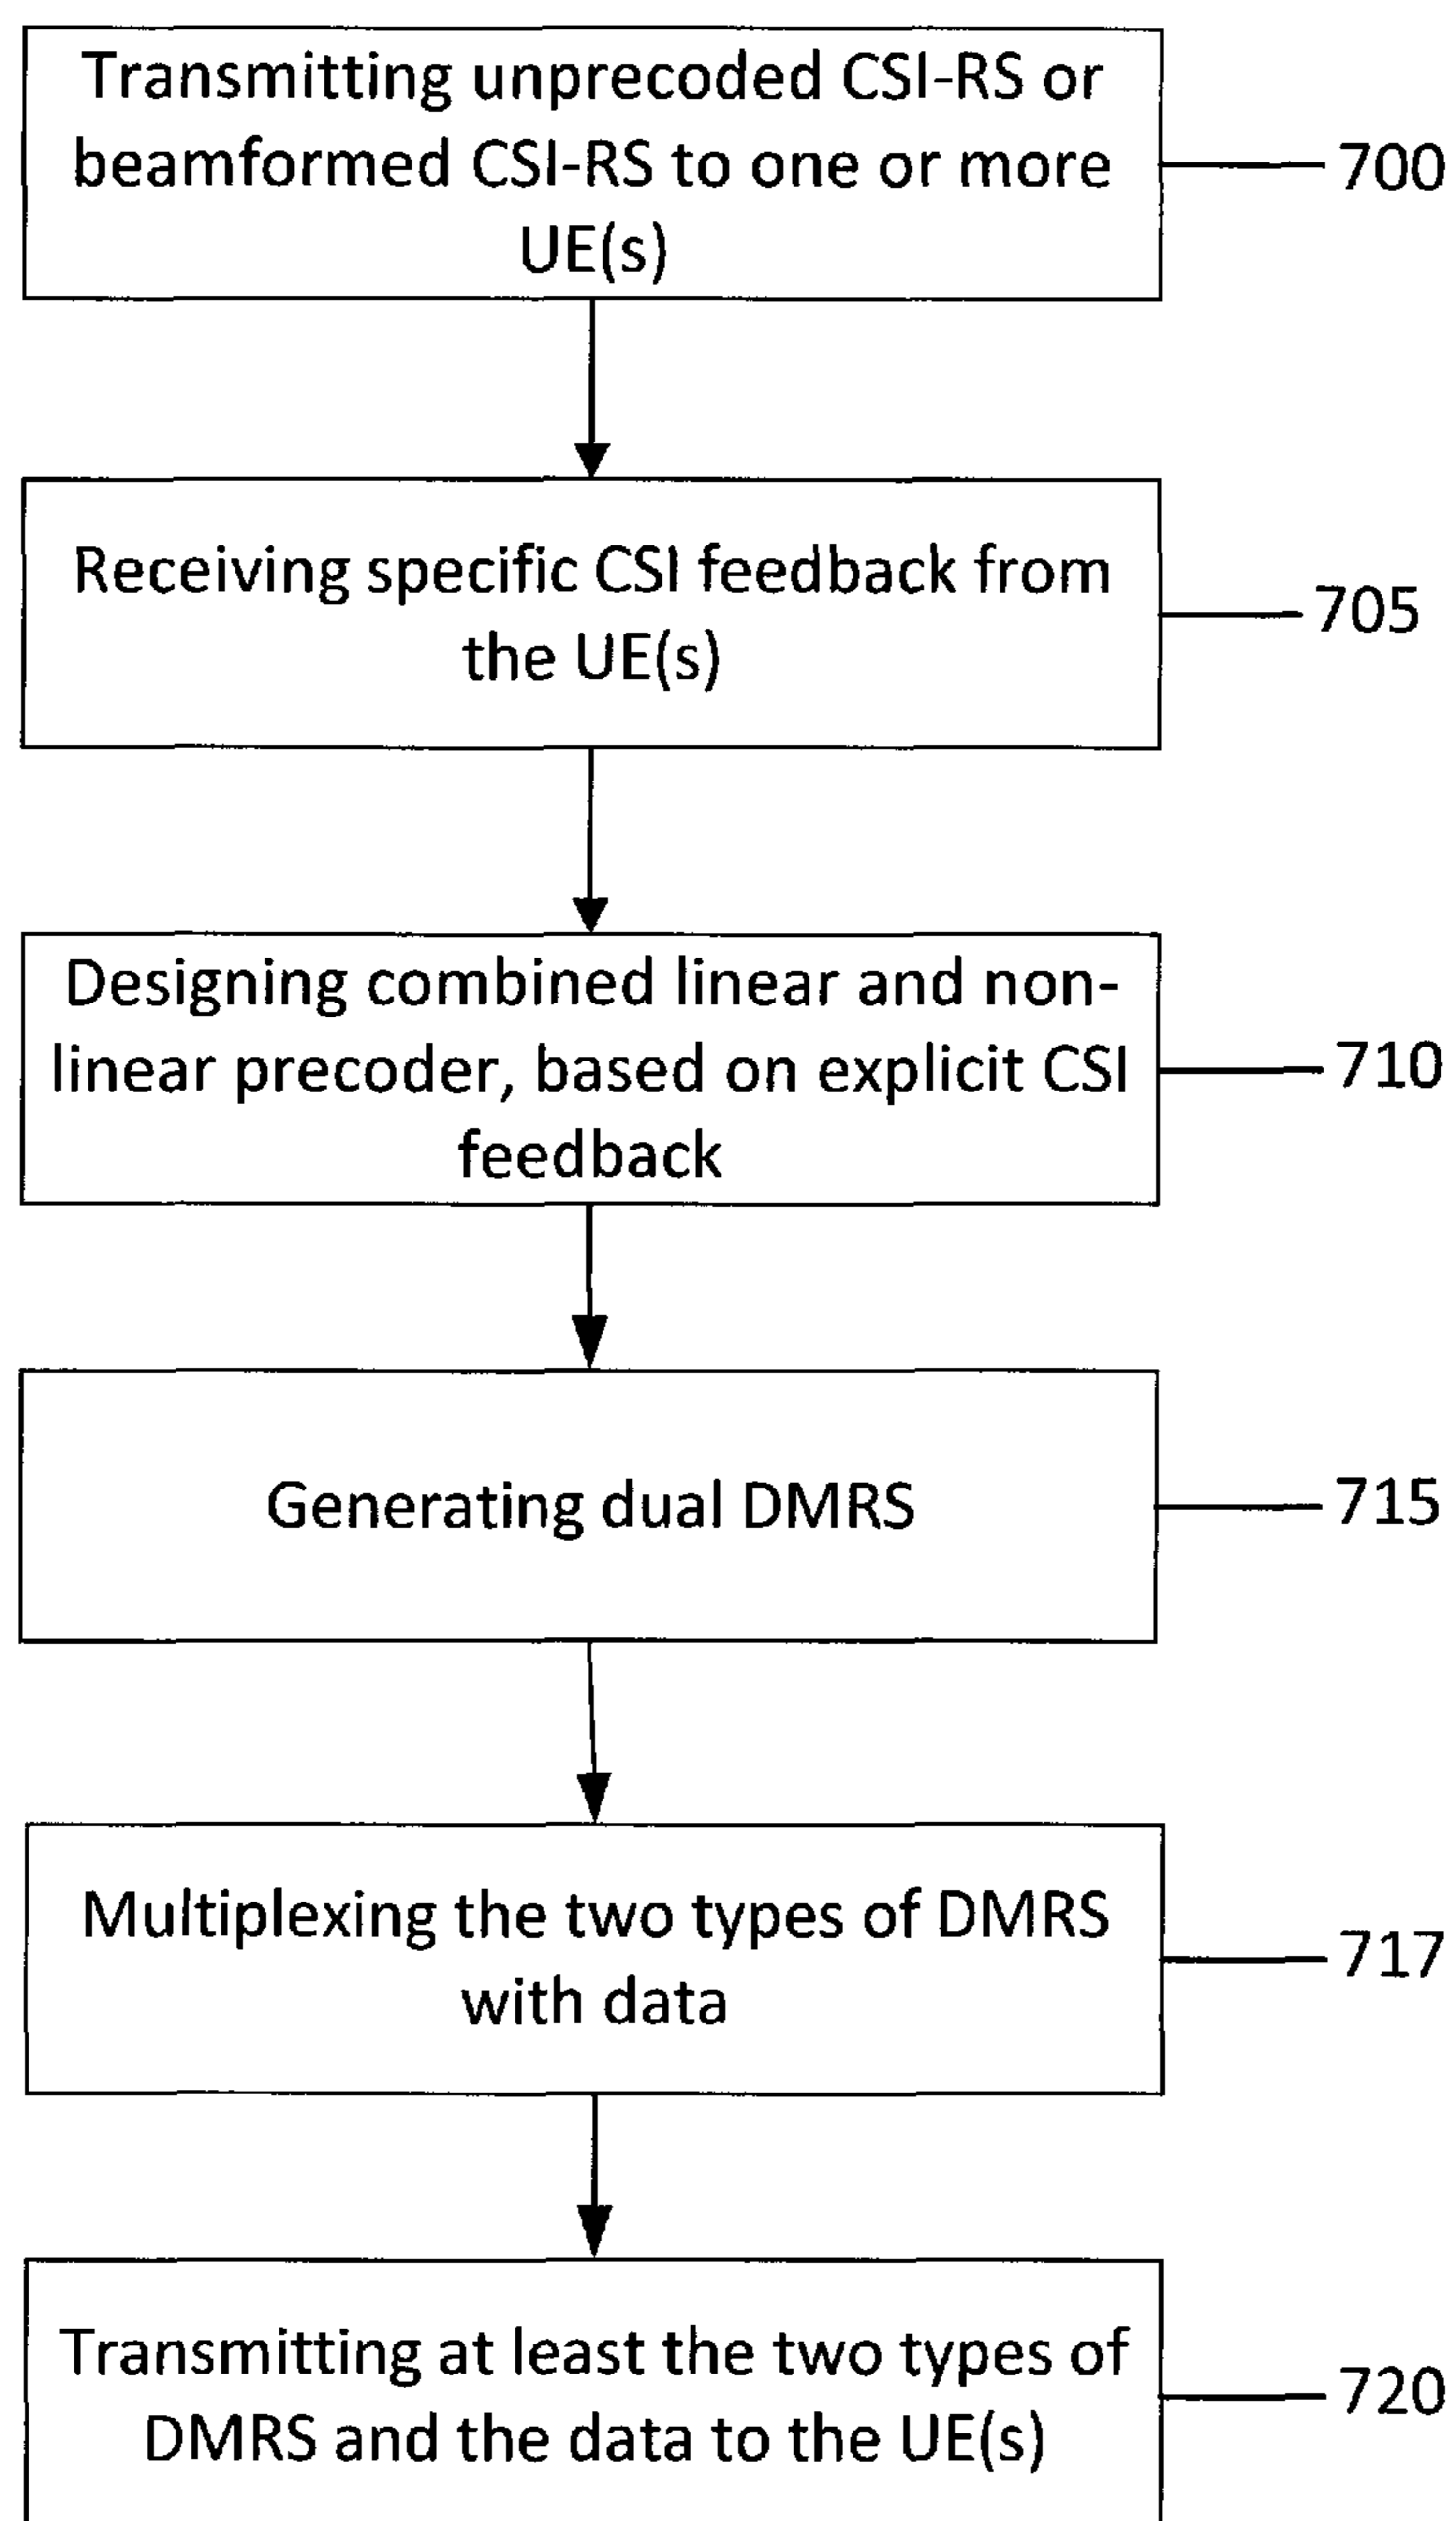 Transmitting unprecoded CSI-RS or
beamformed CSI-RS to one or more
UE(s)
700
Receiving specific CSI feedback from
the UE(s)
705
Designing combined linear and non-
linear precoder, based on explicit CSI
feedback
710
Generating dual DMRS
715
Multiplexing the two types of DMRS
with data
717
Transmitting at least the two types of
DMRS and the data to the UE(s)
720